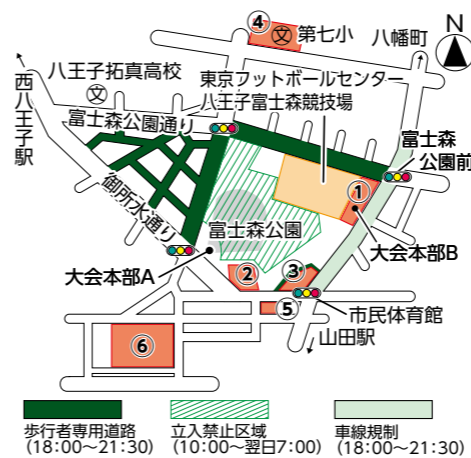 ④
文 第七小
八幡町
N
八王子拓真高校
文
東京フットボールセンター
八王子富士森競技場
西八王子駅
富士森公園通り
富士森
公園前
①
御所水通り
富士森公園
大会本部B
大会本部A
②
③
⑤
市民体育館
山田駅
⑥
歩行者専用道路
(18:00~21:30)
立入禁止区域
(10:00~翌日7:00)
車線規制
(18:00~21:30)